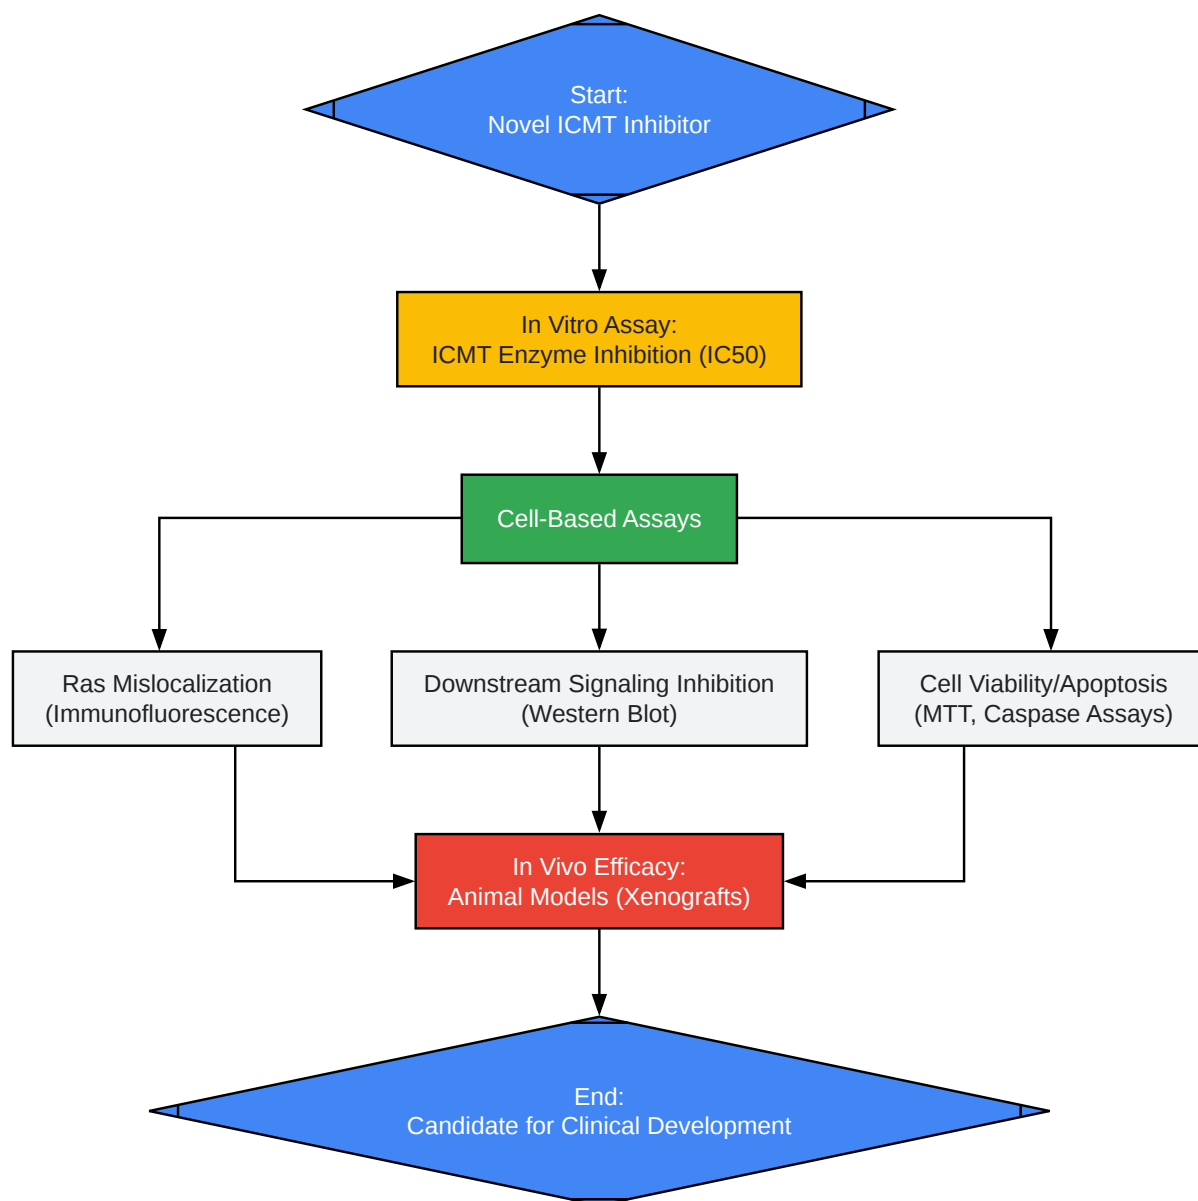 Start:
Novel ICMT Inhibitor
In Vitro Assay:
ICMT Enzyme Inhibition (IC50)
Cell-Based Assays
Ras Mislocalization
(Immunofluorescence)
Downstream Signaling Inhibition
(Western Blot)
Cell Viability/Apoptosis
(MTT, Caspase Assays)
In Vivo Efficacy:
Animal Models (Xenografts)
End:
Candidate for Clinical Development